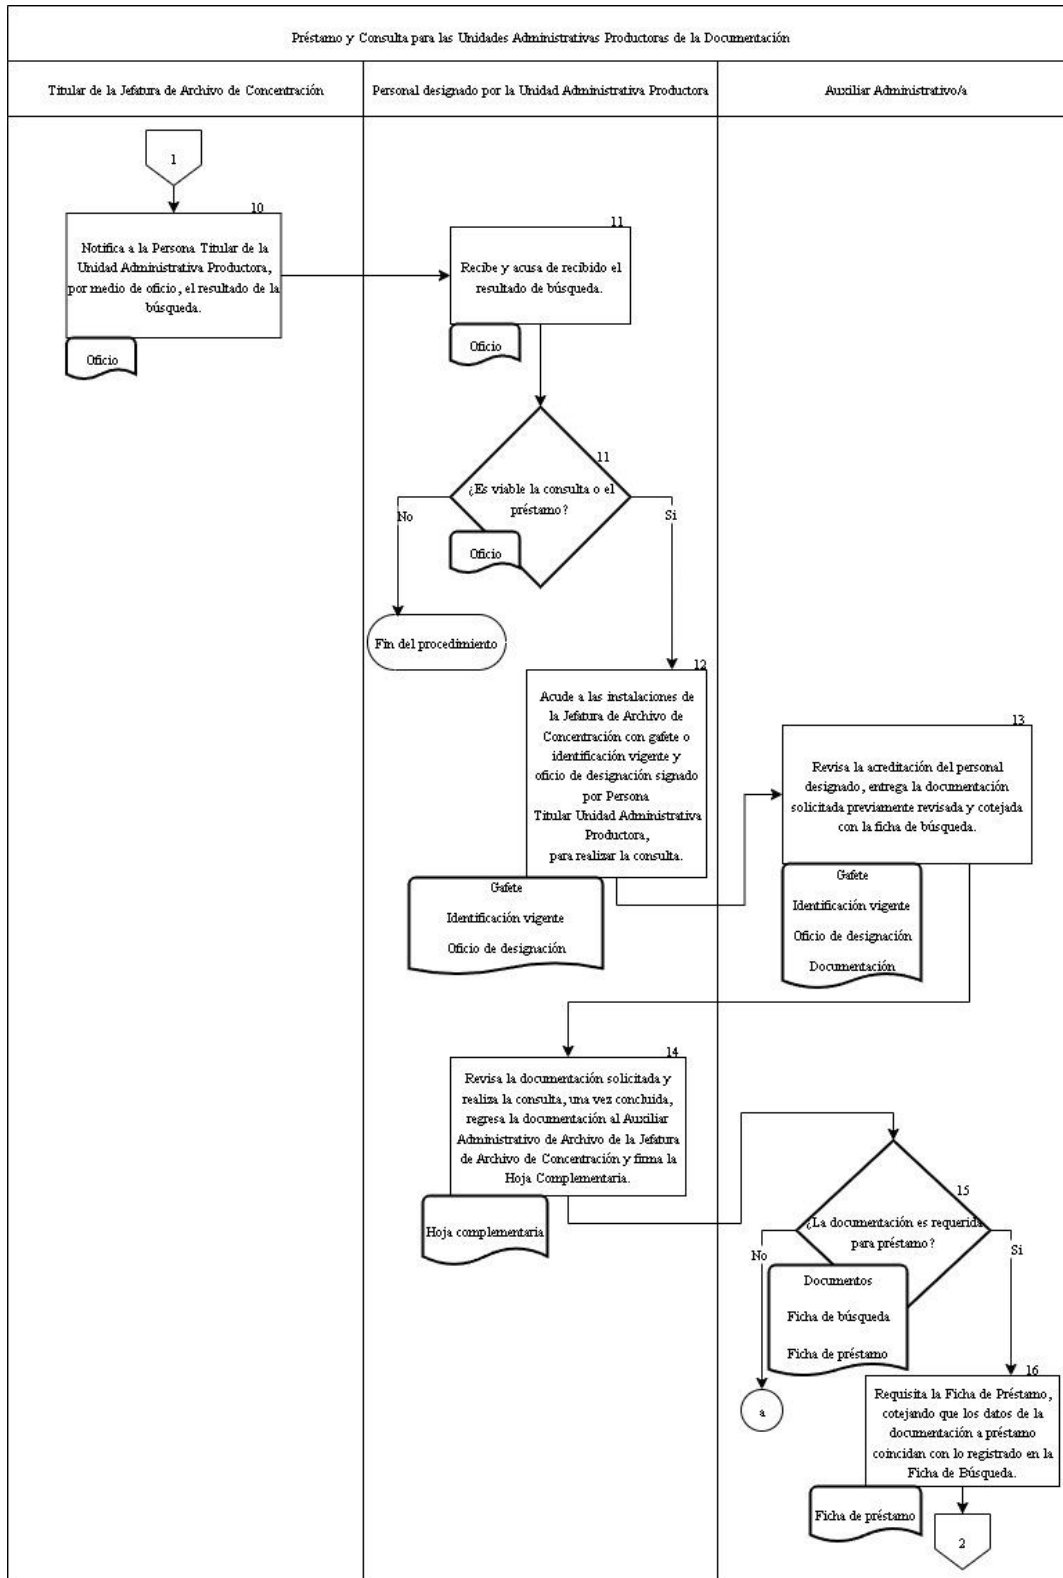 Préstamo y Consulta para las Unidades Administrativas Productoras de la Documentación
Titular de la Jefatura de Archivo de Concentración
Personal designado por la Unidad Administrativa Productora
Auxiliar Administrativo/a
1
10
Notifica a la Persona Titular de la
Unidad Administrativa Productora,
por medio de oficio, el resultado de la
búsqueda.
Oficio
11
Recibe y acusa de recibido el
resultado de búsqueda.
Oficio
11
¿Es viable la consulta o el
préstamo?
Oficio
No
Si
Fin del procedimiento
12
Acude a las instalaciones de
la Jefatura de Archivo de
Concentración con gafete o
identificación vigente y
oficio de designación signado
por Persona
Titular Unidad Administrativa
Productora,
para realizar la consulta.
Gafete
Identificación vigente
Oficio de designación
13
Revisa la acreditación del personal
designado, entrega la documentación
solicitada previamente revisada y cotejada
con la ficha de búsqueda.
Gafete
Identificación vigente
Oficio de designación
Documentación
14
Revisa la documentación solicitada y
realiza la consulta, una vez concluida,
regresa la documentación al Auxiliar
Administrativo de Archivo de la Jefatura
de Archivo de Concentración y firma la
Hoja Complementaria.
Hoja complementaria
15
¿La documentación es requerida
para préstamo?
No
Si
Documentos
Ficha de búsqueda
Ficha de préstamo
a
16
Requisita la Ficha de Préstamo,
cotejando que los datos de la
documentación a préstamo
coincidan con lo registrado en la
Ficha de Búsqueda.
Ficha de préstamo
2